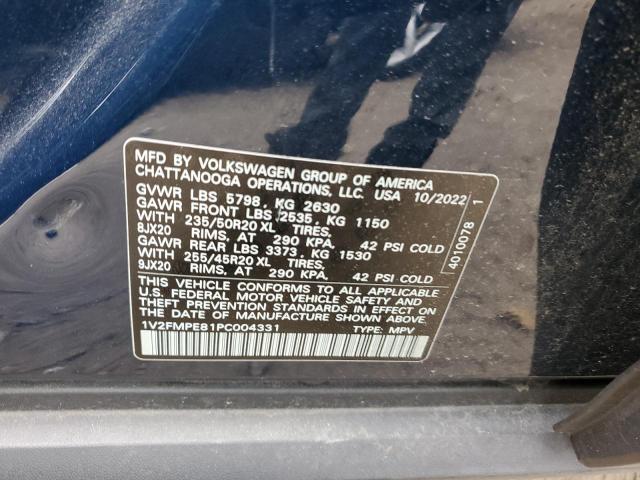 MFD BY VOLKSWAGEN GROUP OF AMERICA
CHATTANOOGA OPERATIONS, LLC. USA 10/2022
GVWR LBS 5798, KG 2630
GAWR FRONT LBS 2535, KG 1150
WITH 235/50R20 XL TIRES.
8JX20 RIMS, AT 290 KPA. 42 PSI COLD
GAWR REAR LBS 3373, KG 1530
WITH 255/45R20 XL TIRES.
9JX20 RIMS, AT 290 KPA. 42 PSI COLD
THIS VEHICLE CONFORMS TO ALL APPLICABLE
U.S. FEDERAL MOTOR VEHICLE SAFETY AND
THEFT PREVENTION STANDARDS IN EFFECT ON
THE DATE OF MANUFACTURE SHOWN ABOVE.
1V2FMPE81PC004331 TYPE: MPV
4010078 1